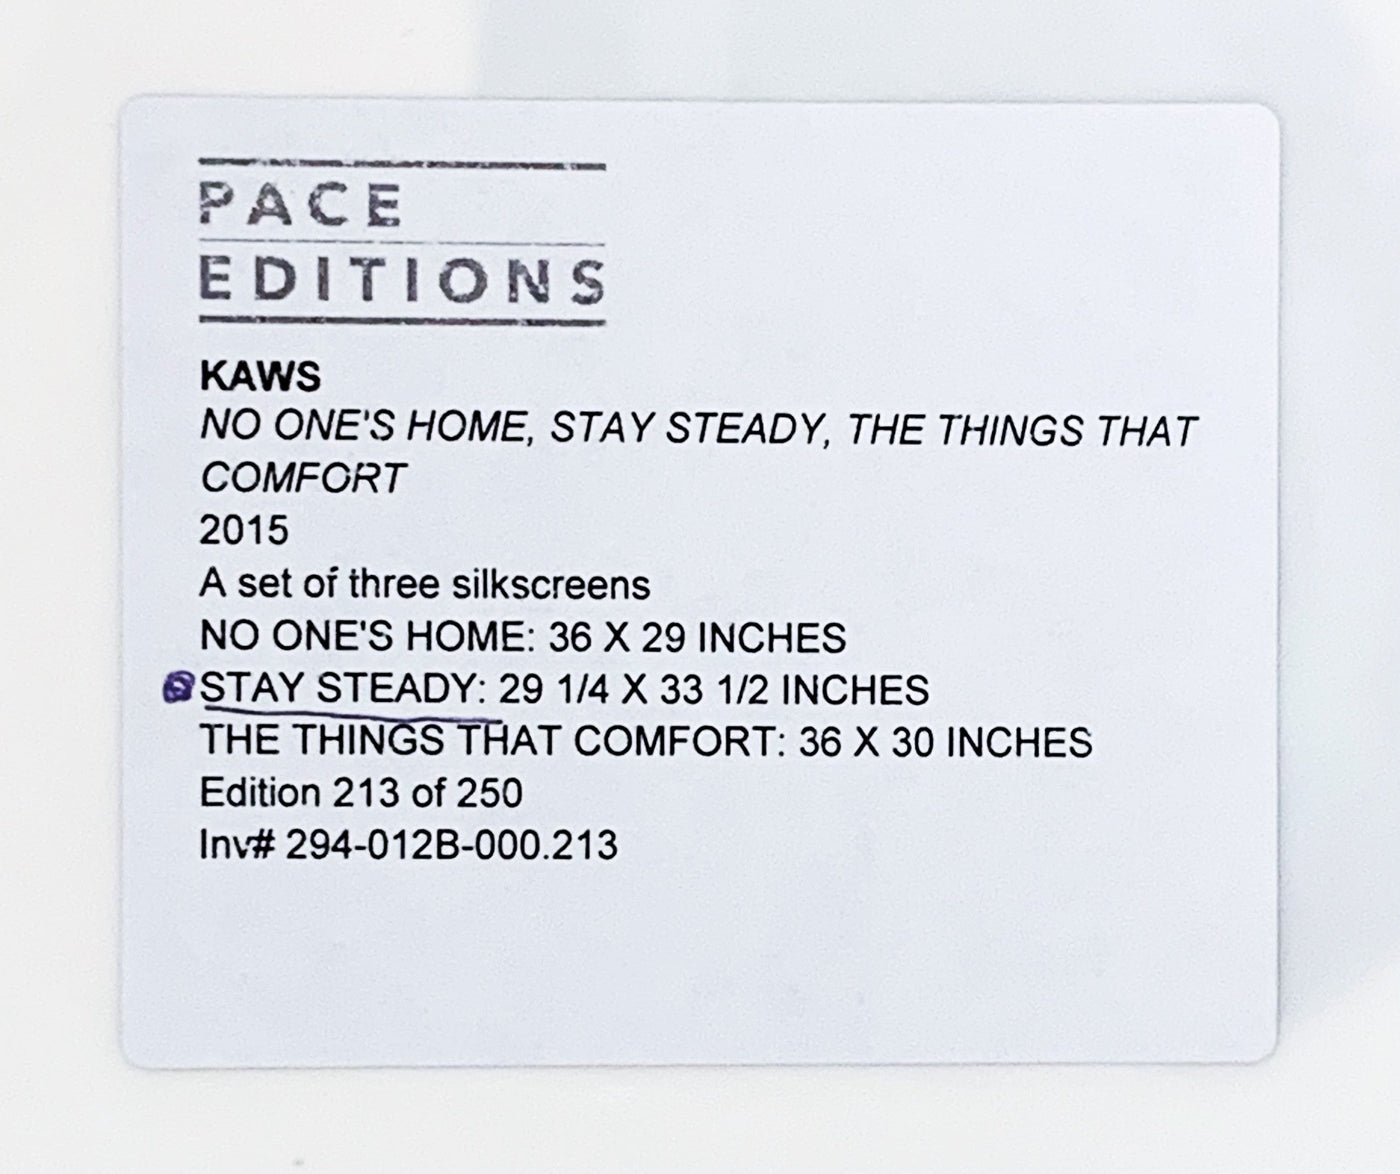 PACE
EDITIONS
KAWS
NO ONE'S HOME, STAY STEADY, THE THINGS THAT
COMFORT
2015
A set of three silkscreens
NO ONE'S HOME: 36 X 29 INCHES
STAY STEADY: 29 1/4 X 33 1/2 INCHES
THE THINGS THAT COMFORT: 36 X 30 INCHES
Edition 213 of 250
Inv# 294-012B-000.213